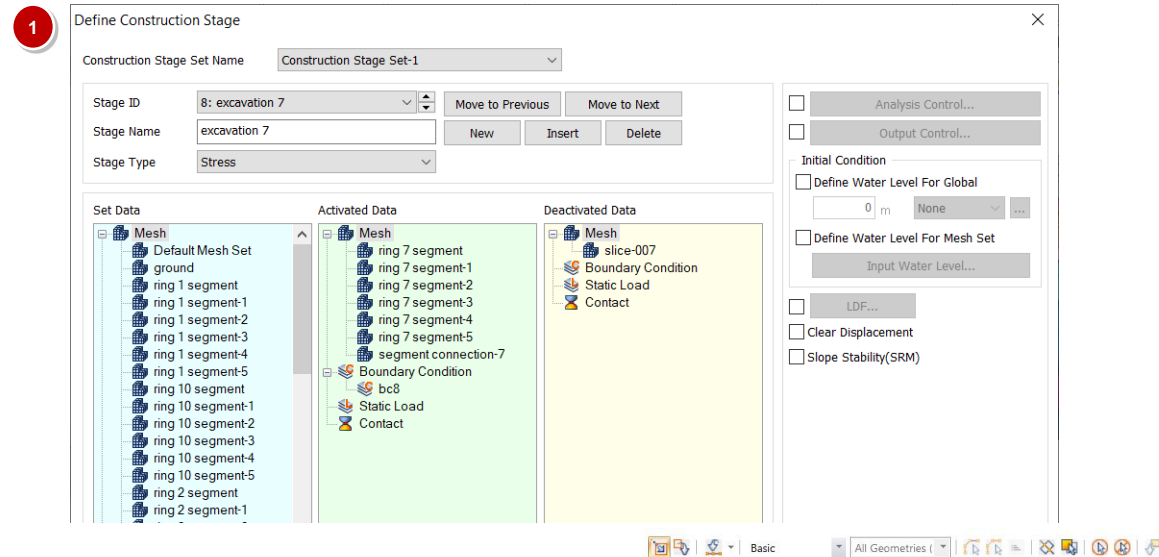 1
Define Construction Stage
Construction Stage Set Name Construction Stage Set-1
Stage ID 8: excavation 7 Move to Previous Move to Next
Stage Name excavation 7 New Insert Delete
Stage Type Stress
Analysis Control...
Output Control...
Initial Condition
Define Water Level For Global
0 m None ...
Define Water Level For Mesh Set
Input Water Level...
LDF...
Clear Displacement
Slope Stability(SRM)
Set Data
Mesh
Default Mesh Set
ground
ring 1 segment
ring 1 segment-1
ring 1 segment-2
ring 1 segment-3
ring 1 segment-4
ring 1 segment-5
ring 10 segment
ring 10 segment-1
ring 10 segment-2
ring 10 segment-3
ring 10 segment-4
ring 10 segment-5
ring 2 segment
ring 2 segment-1
Activated Data
Mesh
ring 7 segment
ring 7 segment-1
ring 7 segment-2
ring 7 segment-3
ring 7 segment-4
ring 7 segment-5
segment connection-7
Boundary Condition
bc8
Static Load
Contact
Deactivated Data
Mesh
slice-007
Boundary Condition
Static Load
Contact
Basic All Geometries (